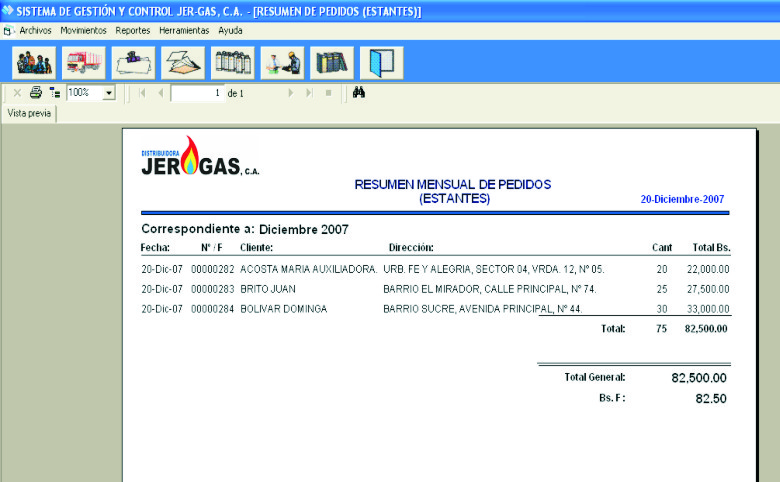 SISTEMA DE GESTIÓN Y CONTROL JER-GAS, C.A. - [RESUMEN DE PEDIDOS (ESTANTES)]
Archivos Movimientos Reportes Herramientas Ayuda
100% 1 de 1
Vista previa
DISTRIBUIDORA
JER GAS, C.A.
RESUMEN MENSUAL DE PEDIDOS
(ESTANTES)
20-Diciembre-2007
Correspondiente a: Diciembre 2007
Fecha: N° / F Cliente: Dirección: Cant Total Bs.
20-Dic-07 00000282 ACOSTA MARIA AUXILIADORA. URB. FE Y ALEGRIA, SECTOR 04, VRDA. 12, N° 05. 20 22,000.00
20-Dic-07 00000283 BRITO JUAN BARRIO EL MIRADOR, CALLE PRINCIPAL, N° 74. 25 27,500.00
20-Dic-07 00000284 BOLIVAR DOMINGA BARRIO SUCRE, AVENIDA PRINCIPAL, N° 44. 30 33,000.00
Total: 75 82,500.00
Total General: 82,500.00
Bs. F : 82.50